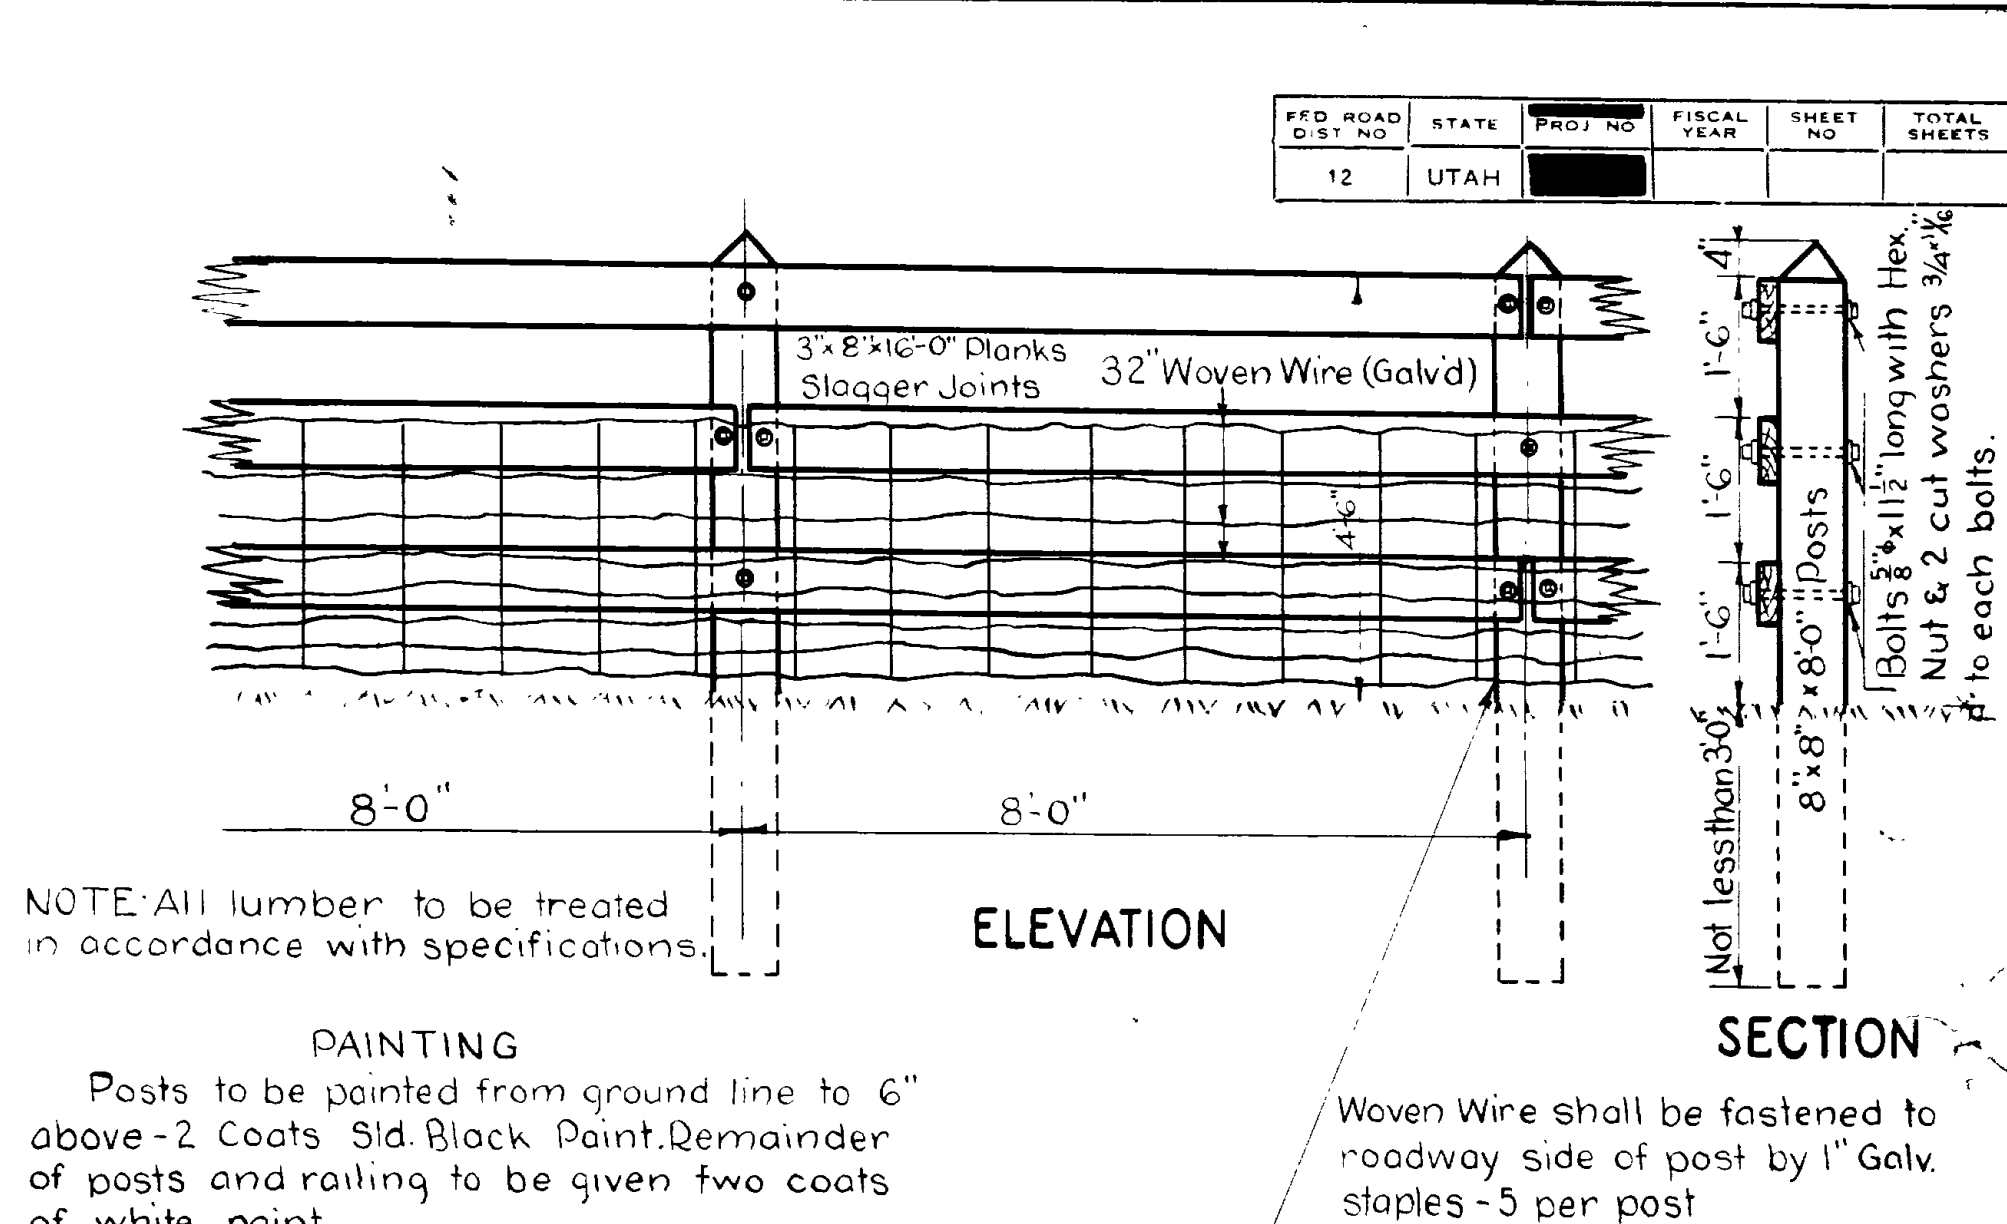 FED ROAD DIST NO
STATE
PROJ NO
FISCAL YEAR
SHEET NO
TOTAL SHEETS
12
UTAH
3"x8"x16'-0" Planks
Stagger Joints
32" Woven Wire (Galv'd)
4'-6"
8'-0"
8'-0"
4"
1'-6"
1'-6"
1'-6"
Not less than 3'-0"
8"x8"x8'-0" Posts
Bolts 5/8"φx11 1/2" long with Hex.
Nut & 2 cut washers 3/4"x1/16"
to each bolts.
NOTE: All lumber to be treated
in accordance with specifications.
ELEVATION
SECTION
PAINTING
Posts to be painted from ground line to 6"
above-2 Coats Std. Black Paint. Remainder
of posts and railing to be given two coats
of white paint
Woven Wire shall be fastened to
roadway side of post by 1" Galv.
staples-5 per post